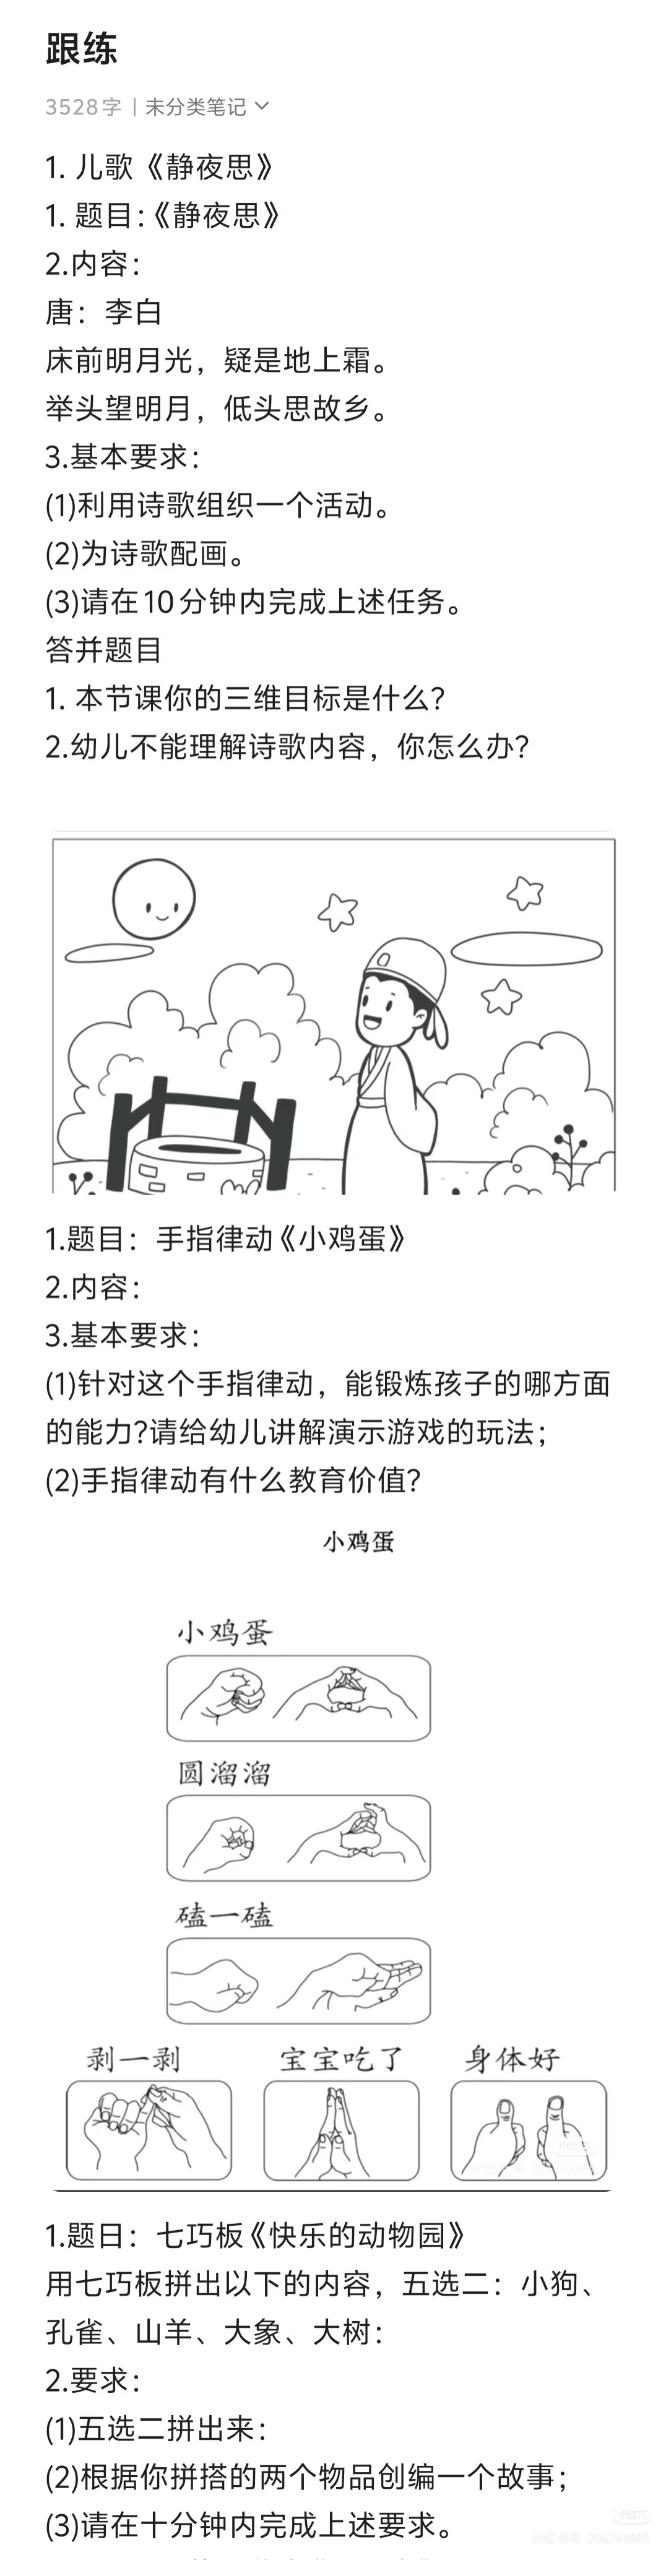 跟练
3528字 | 未分类笔记
1. 儿歌《静夜思》
1. 题目:《静夜思》
2.内容：
唐：李白
床前明月光，疑是地上霜。
举头望明月，低头思故乡。
3.基本要求：
(1)利用诗歌组织一个活动。
(2)为诗歌配画。
(3)请在10分钟内完成上述任务。
答并题目
1. 本节课你的三维目标是什么?
2.幼儿不能理解诗歌内容，你怎么办?
1.题目：手指律动《小鸡蛋》
2.内容：
3.基本要求：
(1)针对这个手指律动，能锻炼孩子的哪方面
的能力?请给幼儿讲解演示游戏的玩法；
(2)手指律动有什么教育价值?
小鸡蛋
小鸡蛋
圆溜溜
磕一磕
剥一剥 宝宝吃了 身体好
1.题日：七巧板《快乐的动物园》
用七巧板拼出以下的内容，五选二：小狗、
孔雀、山羊、大象、大树：
2.要求：
(1)五选二拼出来：
(2)根据你拼搭的两个物品创编一个故事；
(3)请在十分钟内完成上述要求。